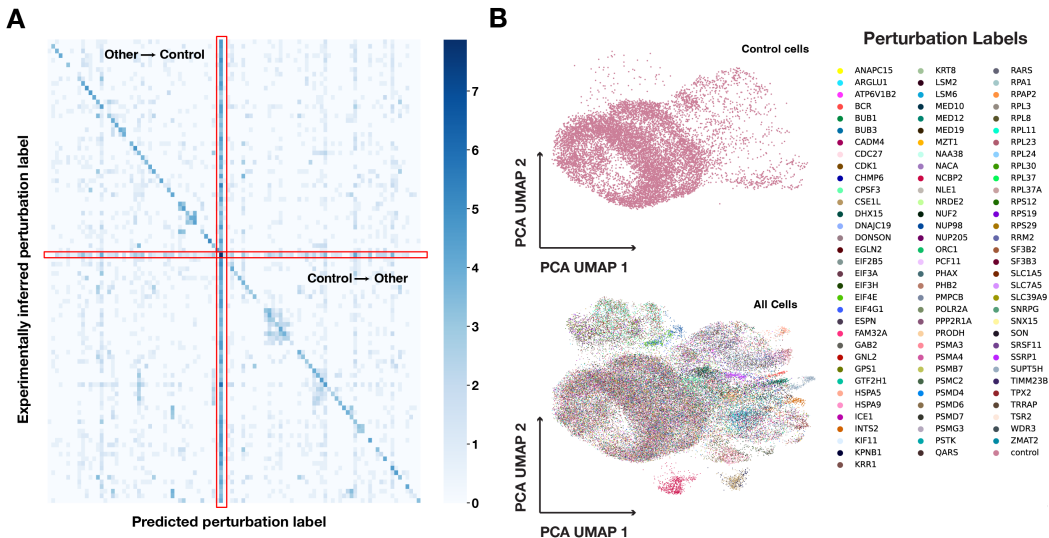 A
Other → Control
Control → Other
Experimentally inferred perturbation label
Predicted perturbation label
7
6
5
4
3
2
1
0
B
Control cells
PCA UMAP 2
PCA UMAP 1
All Cells
PCA UMAP 2
PCA UMAP 1
Perturbation Labels
ANAPC15
ARGLU1
ATP6V1B2
BCR
BUB1
BUB3
CADM4
CDC27
CDK1
CHMP6
CPSF3
CSE1L
DHX15
DNAJC19
DONSON
EGLN2
EIF2B5
EIF3A
EIF3H
EIF4E
EIF4G1
ESPN
FAM32A
GAB2
GNL2
GPS1
GTF2H1
HSPA5
HSPA9
ICE1
INTS2
KIF11
KPNB1
KRR1
KRT8
LSM2
LSM6
MED10
MED12
MED19
MZT1
NAA38
NACA
NCBP2
NLE1
NRDE2
NUF2
NUP98
NUP205
ORC1
PCF11
PHAX
PHB2
PMPCB
POLR2A
PPP2R1A
PRODH
PSMA3
PSMA4
PSMB7
PSMC2
PSMD4
PSMD6
PSMD7
PSMG3
PSTK
QARS
RARS
RPA1
RPAP2
RPL3
RPL8
RPL11
RPL23
RPL24
RPL30
RPL37
RPL37A
RPS12
RPS19
RPS29
RRM2
SF3B2
SF3B3
SLC1A5
SLC7A5
SLC39A9
SNRPG
SNX15
SON
SRSF11
SSRP1
SUPT5H
TIMM23B
TPX2
TRRAP
TSR2
WDR3
ZMAT2
control